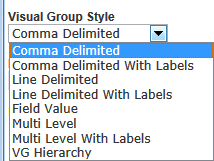 Visual Group Style
Comma Delimited
Comma Delimited
Comma Delimited With Labels
Line Delimited
Line Delimited With Labels
Field Value
Multi Level
Multi Level With Labels
VG Hierarchy